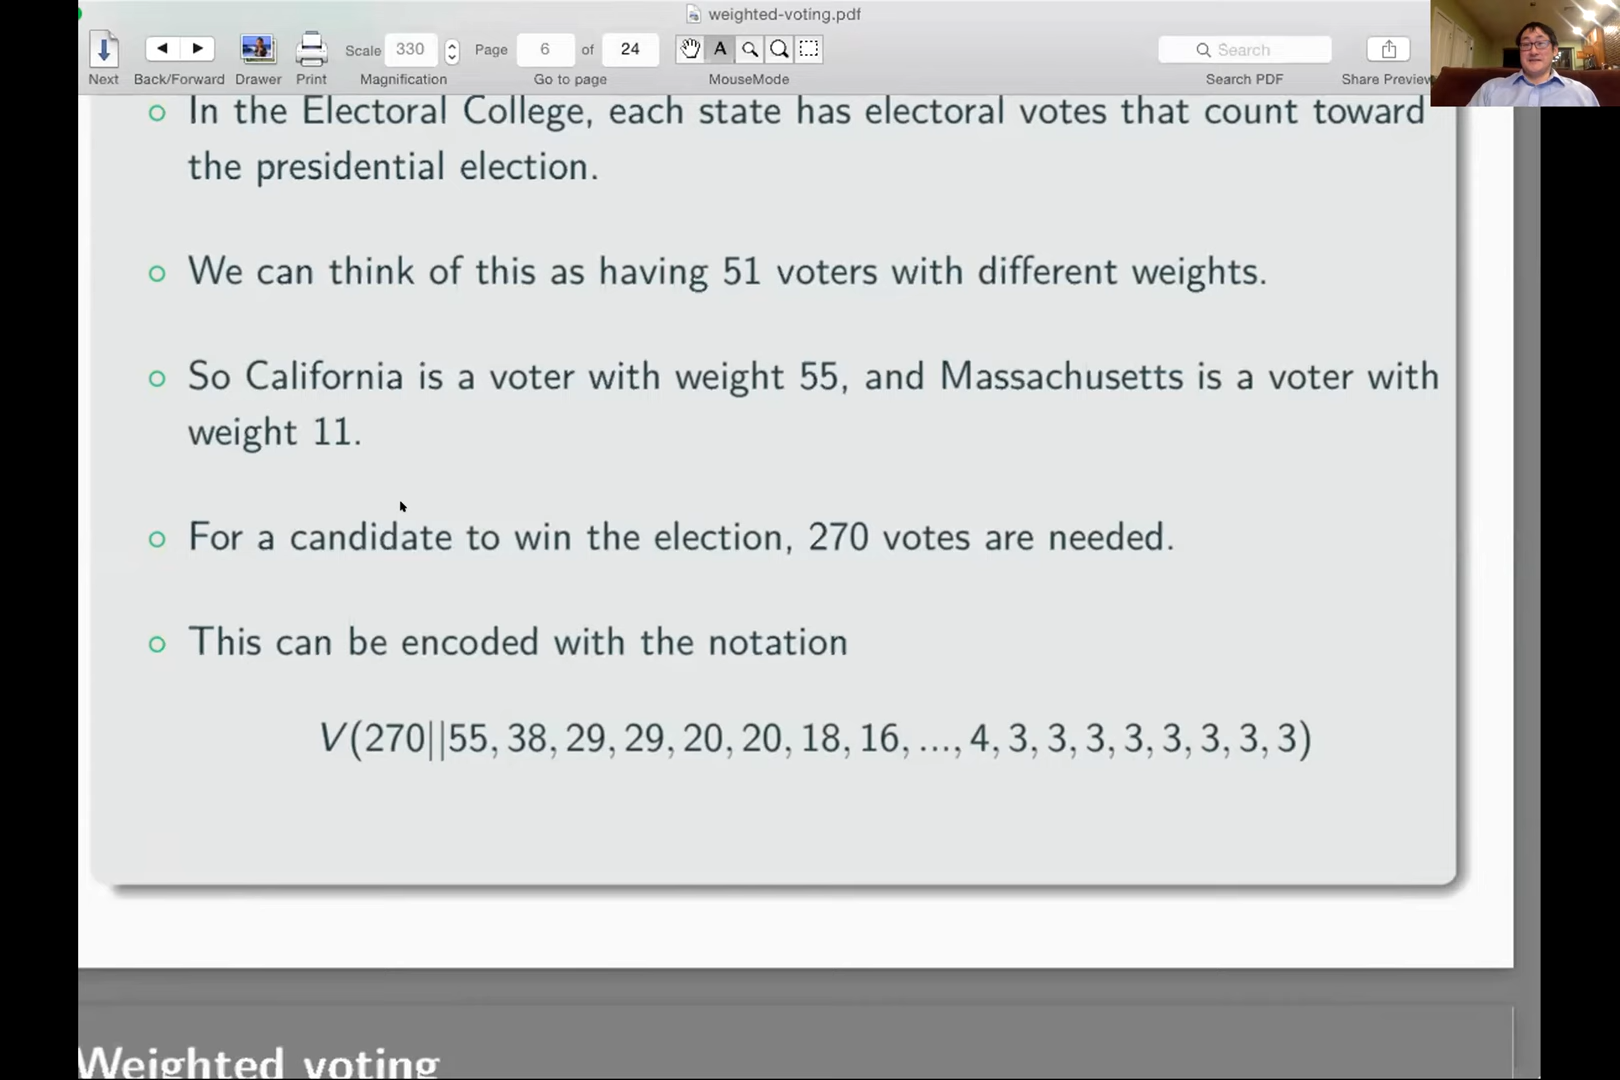 weighted-voting.pdf
Scale 330 Page 6 of 24 Search
Next Back/Forward Drawer Print Magnification Go to page MouseMode Search PDF Share Preview
In the Electoral College, each state has electoral votes that count toward
the presidential election.
We can think of this as having 51 voters with different weights.
So California is a voter with weight 55, and Massachusetts is a voter with
weight 11.
For a candidate to win the election, 270 votes are needed.
This can be encoded with the notation
V(270||55, 38, 29, 29, 20, 20, 18, 16, ..., 4, 3, 3, 3, 3, 3, 3, 3, 3)
Weighted voting